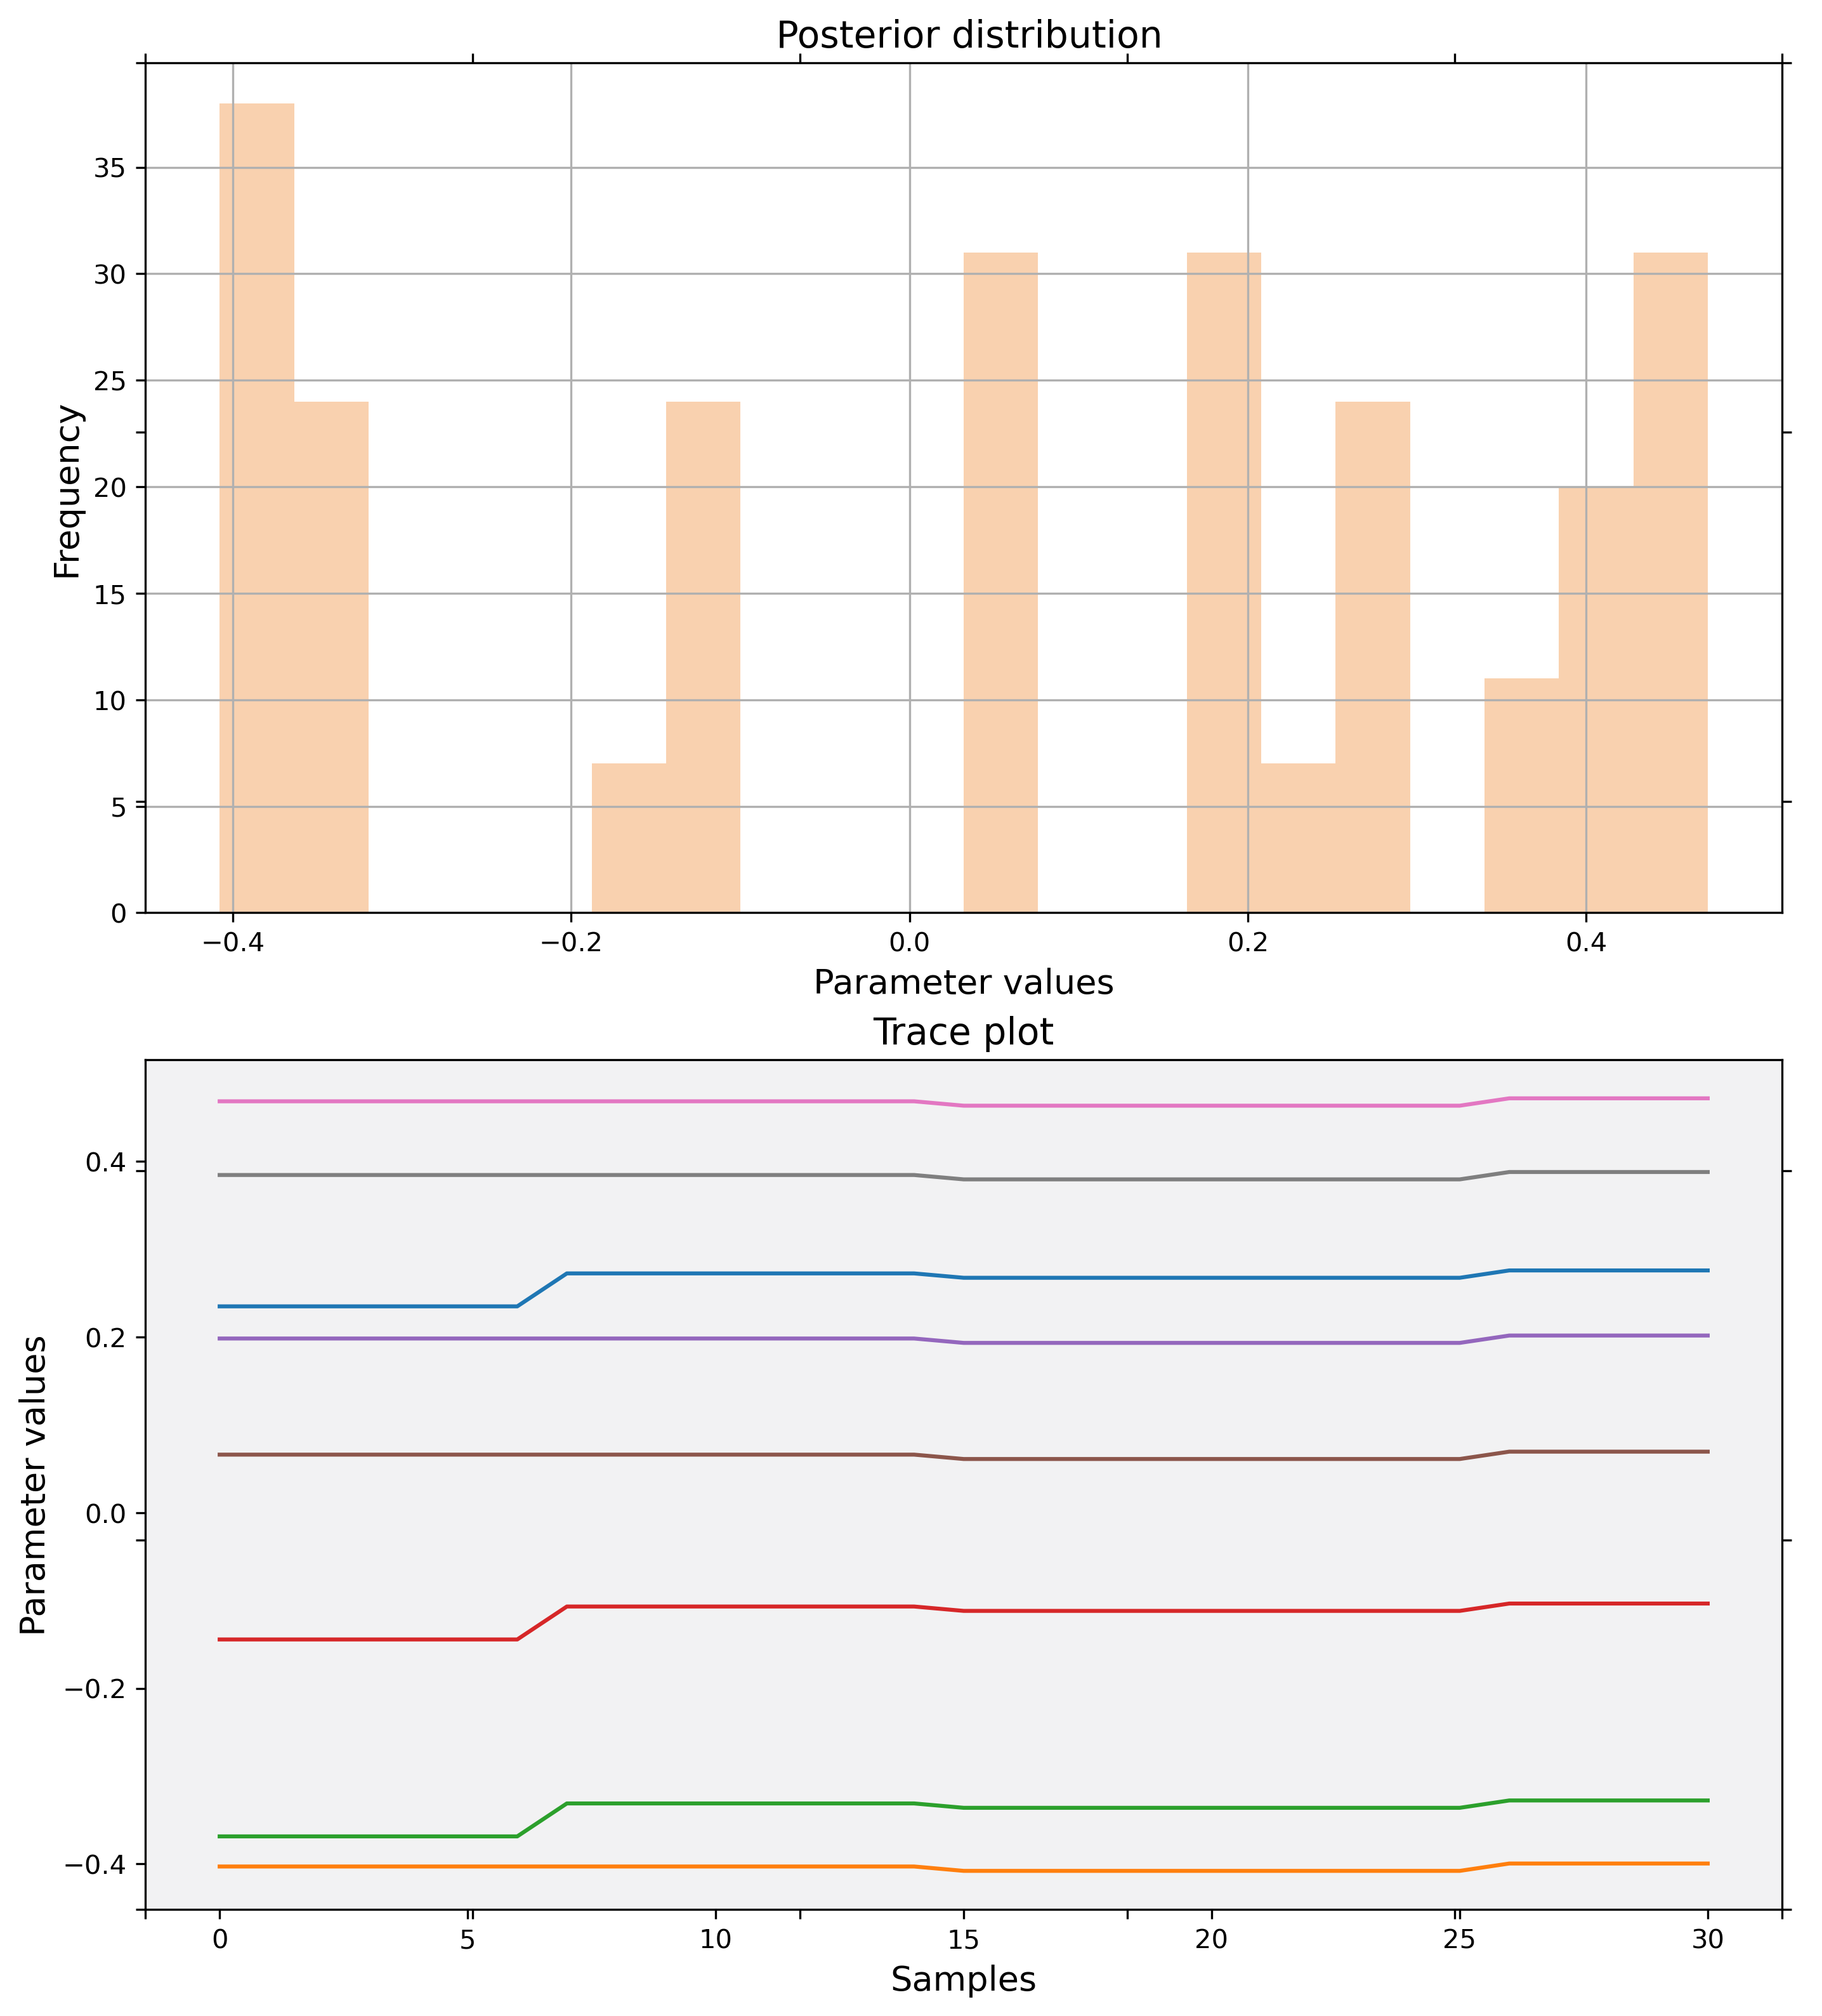 Posterior distribution
35
30
25
20
15
10
5
0
Frequency
−0.4 −0.2 0.0 0.2 0.4
Parameter values
Trace plot
0.4
0.2
0.0
−0.2
−0.4
Parameter values
0 5 10 15 20 25 30
Samples